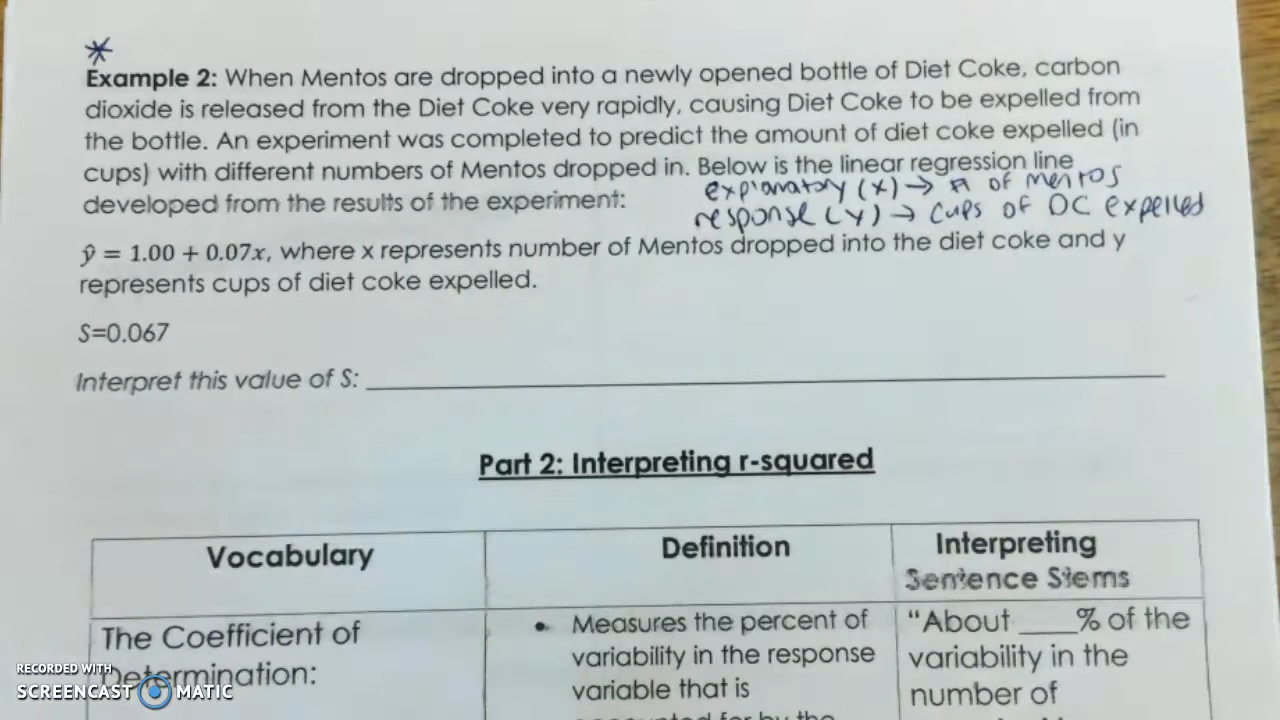 *
Example 2: When Mentos are dropped into a newly opened bottle of Diet Coke, carbon
dioxide is released from the Diet Coke very rapidly, causing Diet Coke to be expelled from
the bottle. An experiment was completed to predict the amount of diet coke expelled (in
cups) with different numbers of Mentos dropped in. Below is the linear regression line
developed from the results of the experiment:
explanatory (x) → # of mentos
response (y) → cups of DC expelled
ŷ = 1.00 + 0.07x, where x represents number of Mentos dropped into the diet coke and y
represents cups of diet coke expelled.
S=0.067
Interpret this value of S:
Part 2: Interpreting r-squared
Vocabulary
Definition
Interpreting
Sentence Stems
The Coefficient of
Determination:
• Measures the percent of
variability in the response
variable that is
accounted for by the
"About ___% of the
variability in the
number of
RECORDED WITH
SCREENCAST MATIC